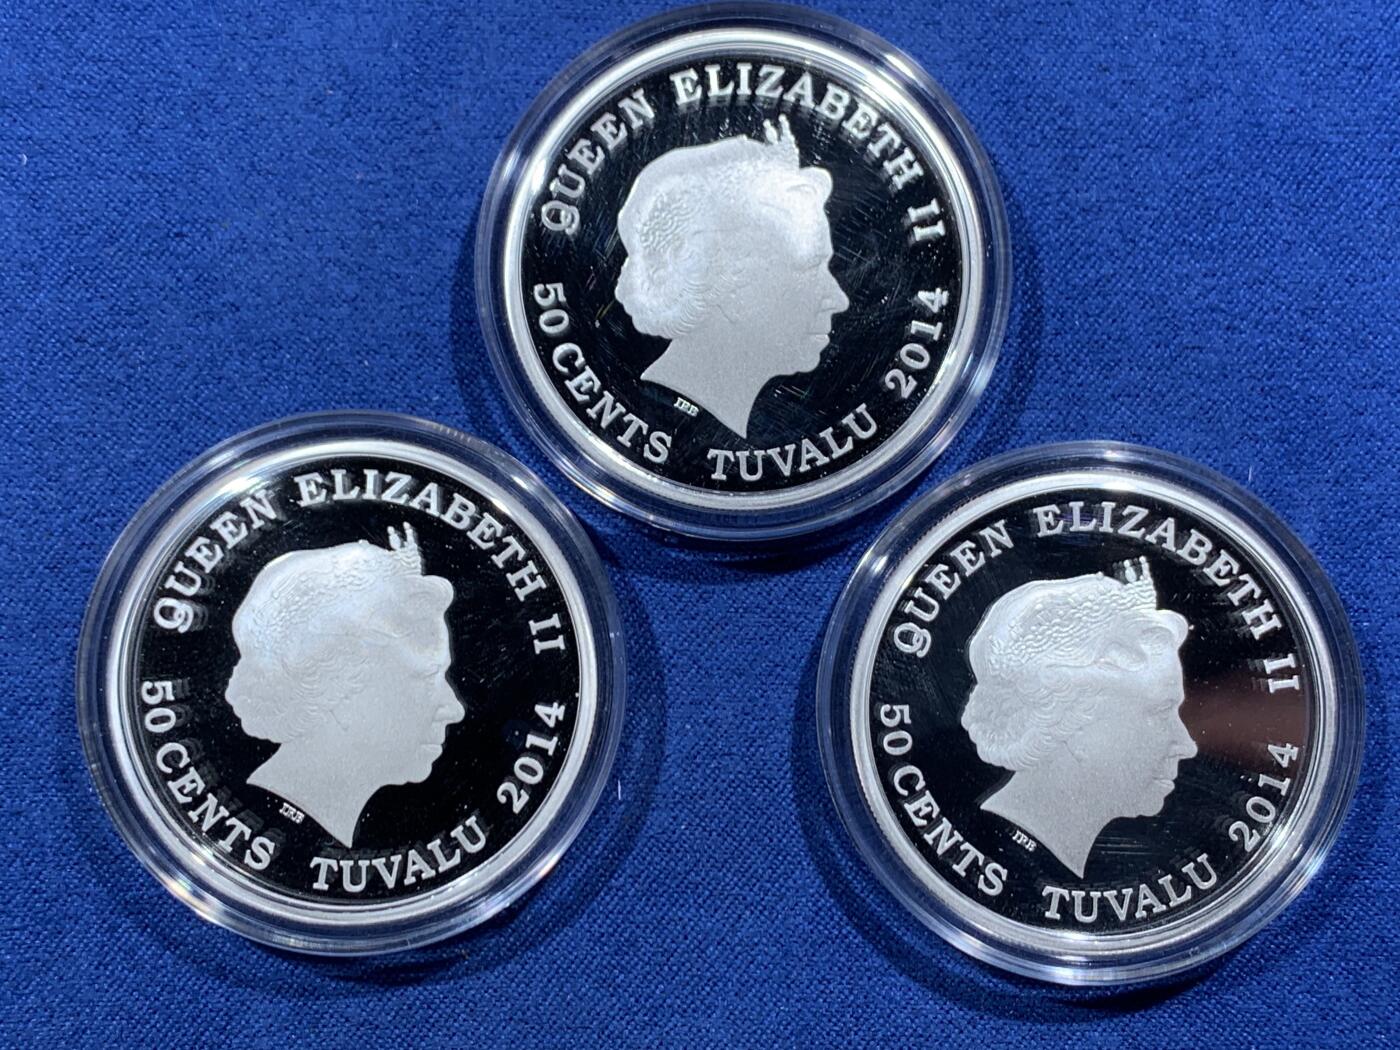 QUEEN ELIZABETH II
50 CENTS TUVALU 2014
IRB
QUEEN ELIZABETH II
50 CENTS TUVALU 2014
IRB
QUEEN ELIZABETH II
50 CENTS TUVALU 2014
IRB